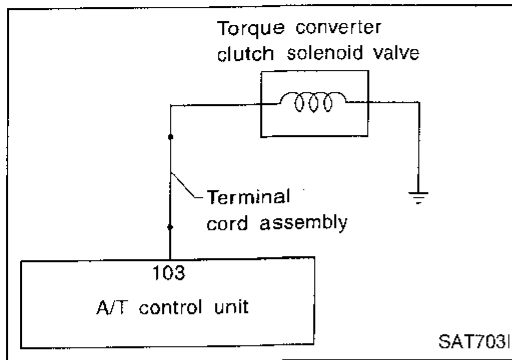 Torque converter
clutch solenoid valve
Terminal
cord assembly
103
A/T control unit
SAT703I